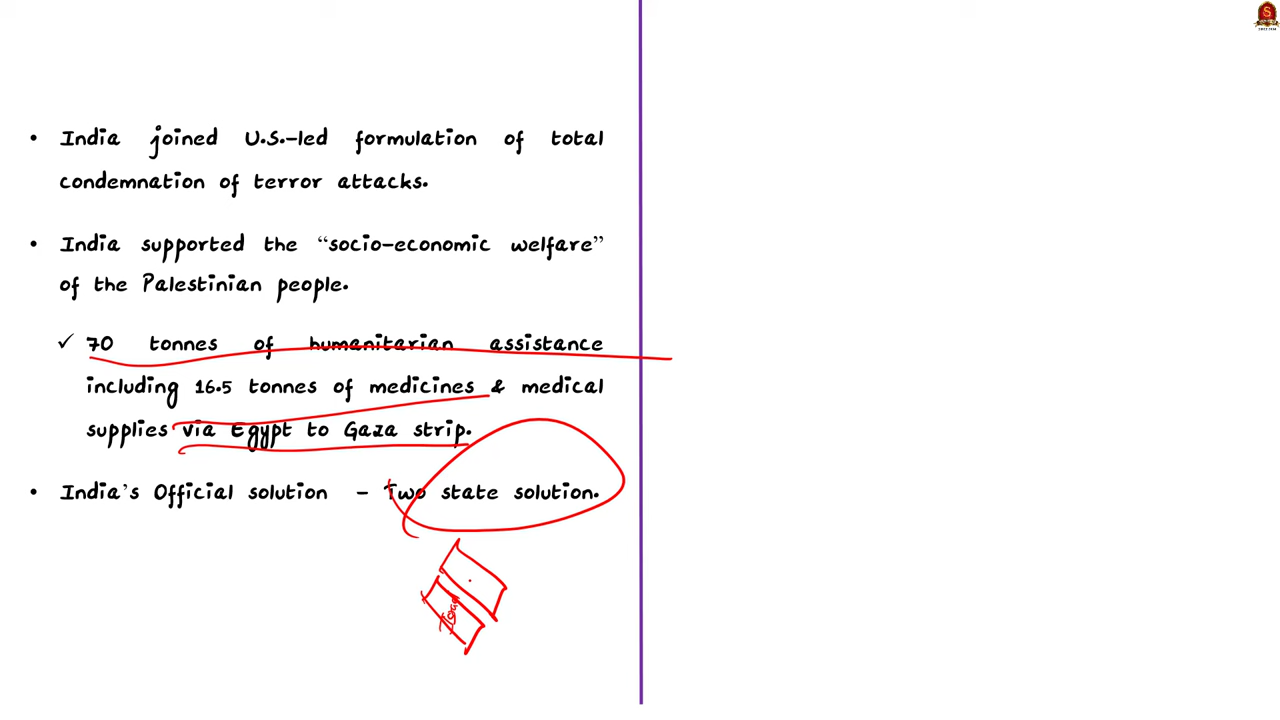 • India joined U.S.-led formulation of total
condemnation of terror attacks.
• India supported the “socio-economic welfare”
of the Palestinian people.
✓ 70 tonnes of humanitarian assistance
including 16.5 tonnes of medicines & medical
supplies via Egypt to Gaza strip.
• India's Official solution - Two state solution.